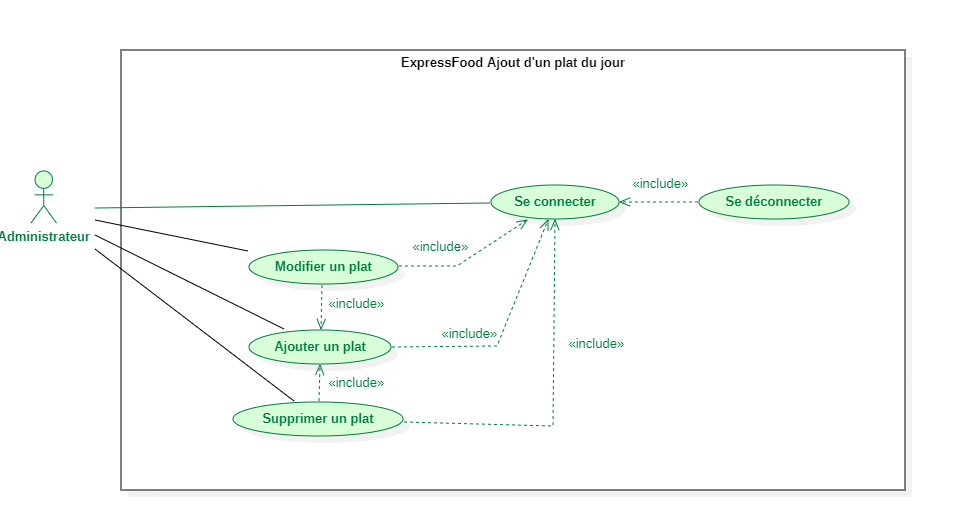 ExpressFood Ajout d'un plat du jour
«include»
Se connecter
Se déconnecter
Administrateur
«include»
Modifier un plat
«include»
«include»
Ajouter un plat
«include»
«include»
Supprimer un plat